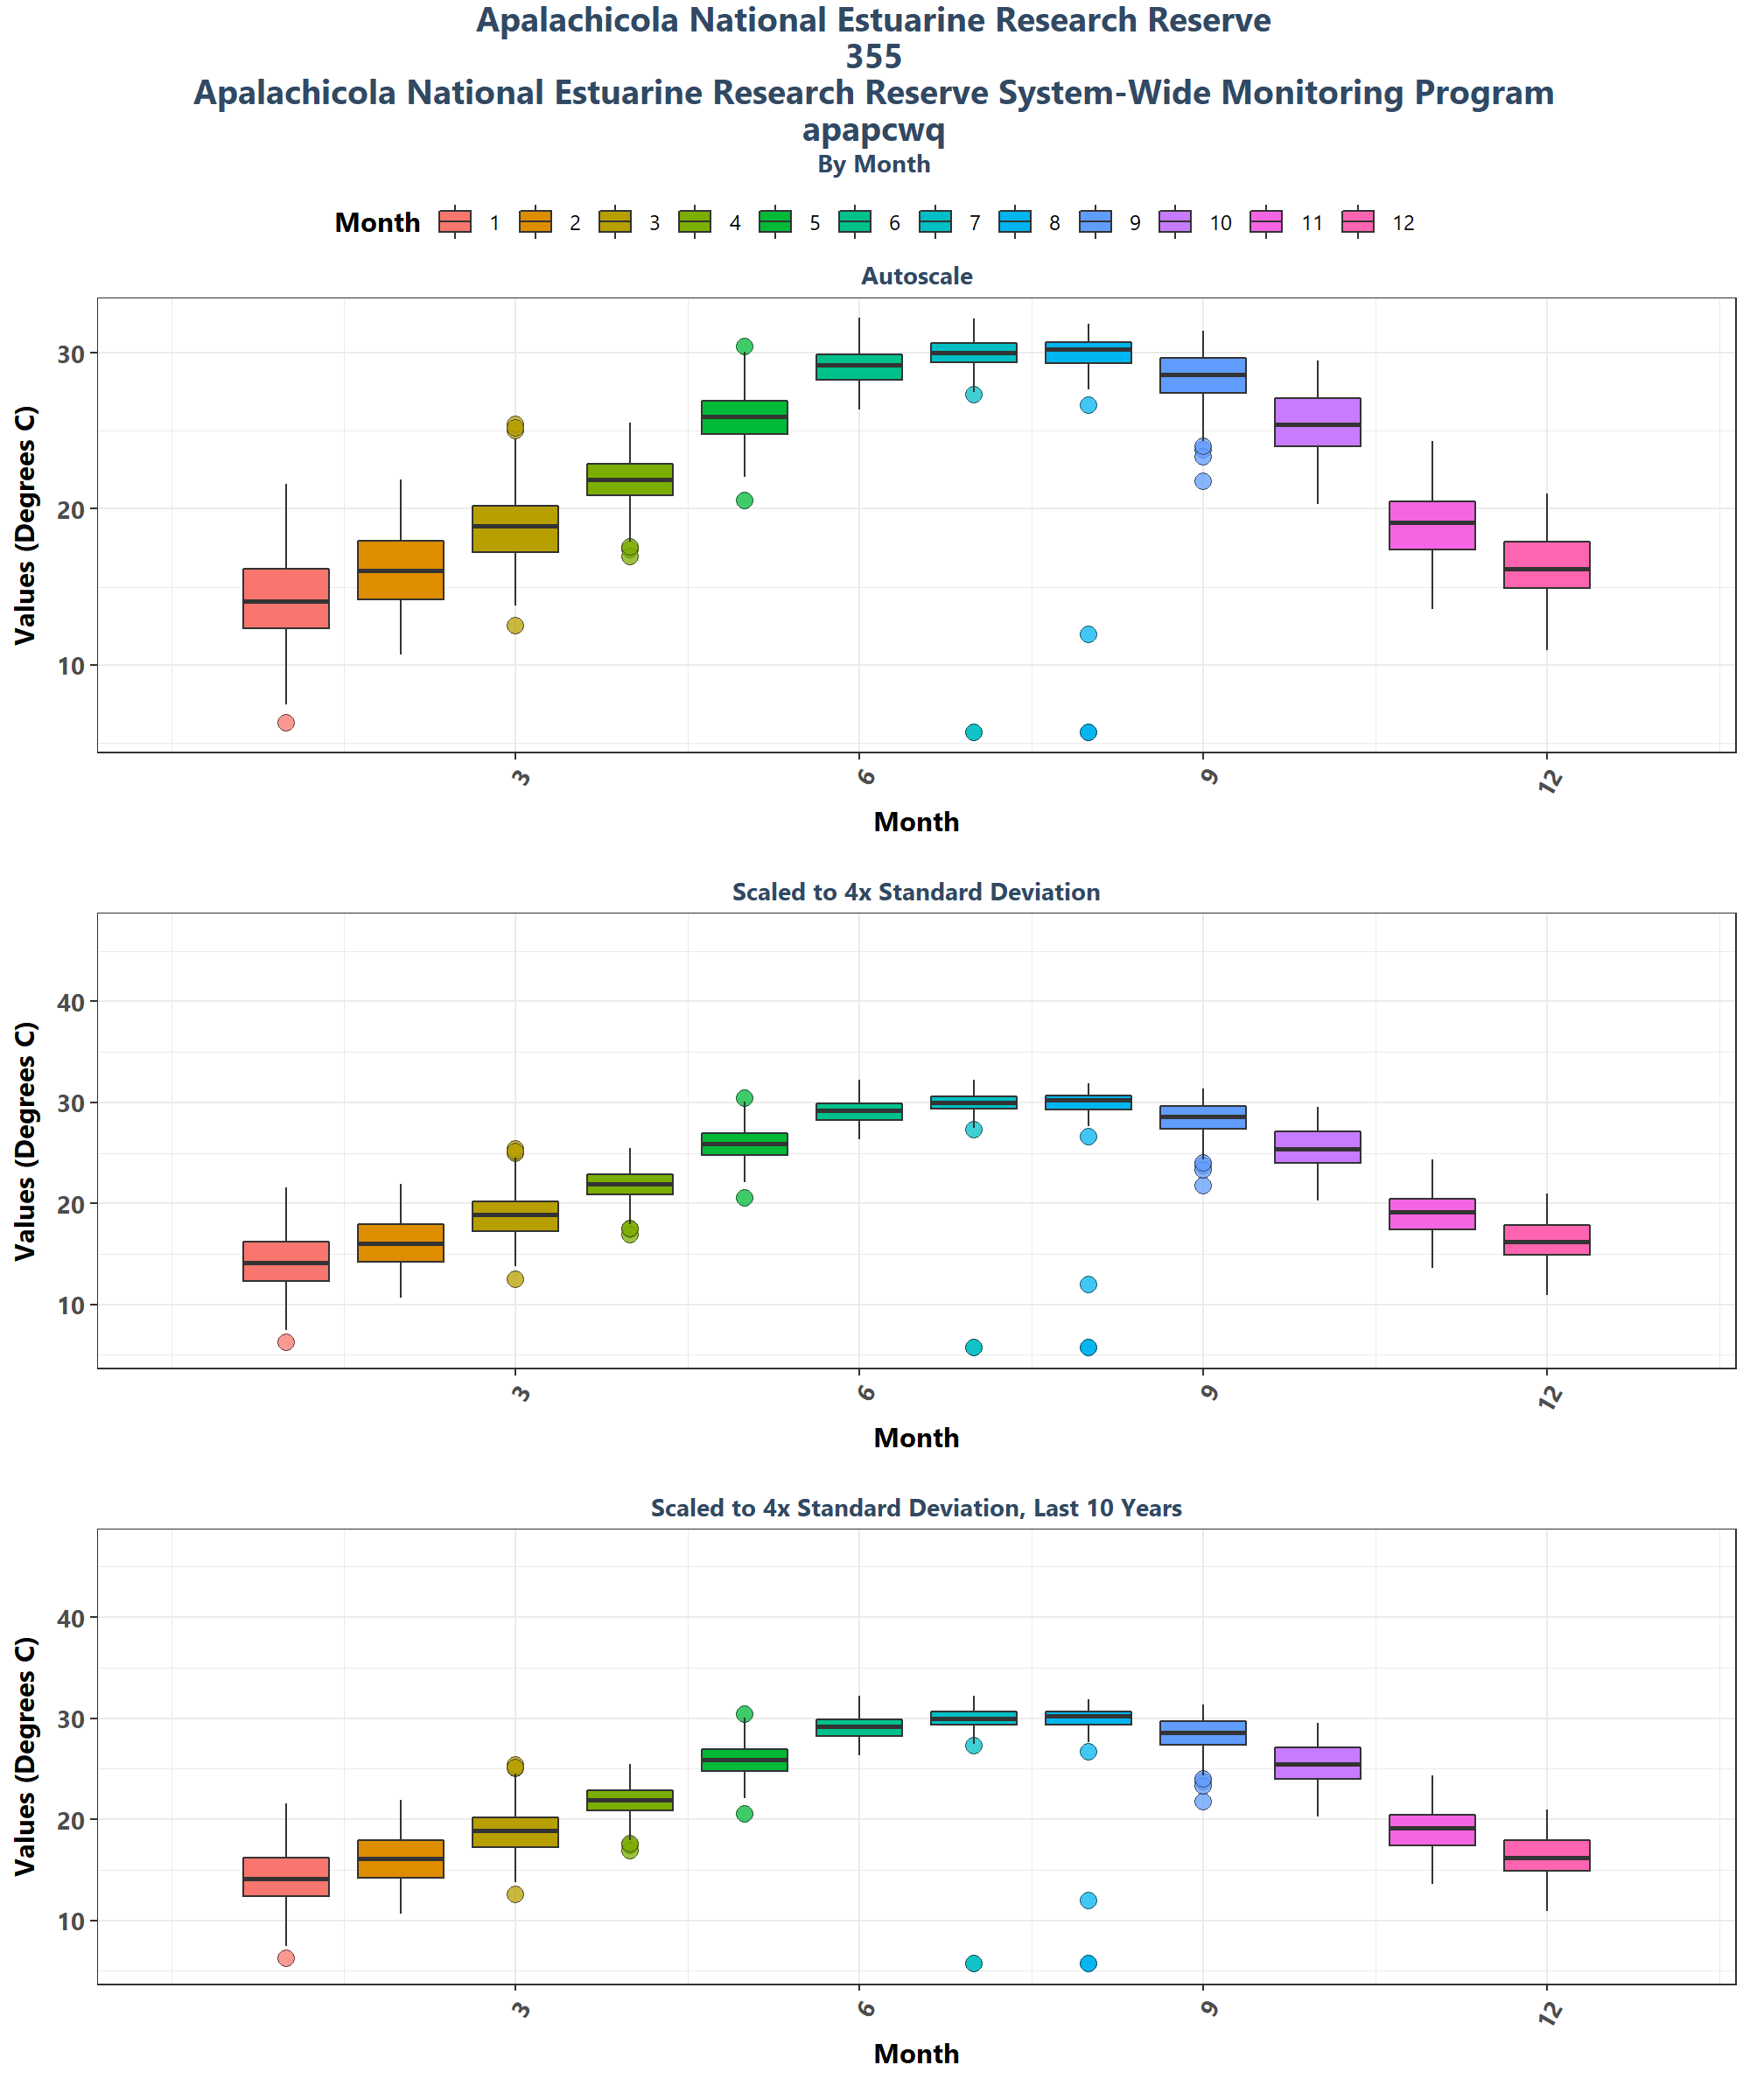 Apalachicola National Estuarine Research Reserve
355
Apalachicola National Estuarine Research Reserve System-Wide Monitoring Program
apapcwq
By Month
Month 1 2 3 4 5 6 7 8 9 10 11 12
Autoscale
Values (Degrees C)
30
20
10
3 6 9 12
Month
Scaled to 4x Standard Deviation
Values (Degrees C)
40
30
20
10
3 6 9 12
Month
Scaled to 4x Standard Deviation, Last 10 Years
Values (Degrees C)
40
30
20
10
3 6 9 12
Month